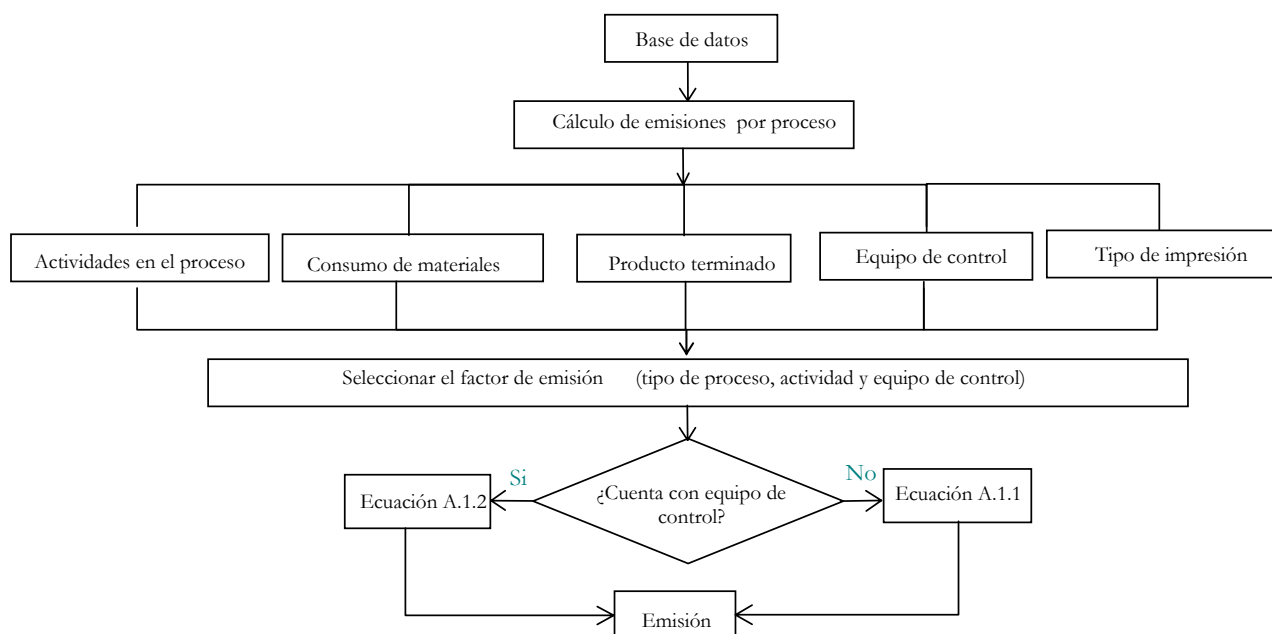 Base de datos
Cálculo de emisiones por proceso
Actividades en el proceso
Consumo de materiales
Producto terminado
Equipo de control
Tipo de impresión
Seleccionar el factor de emisión (tipo de proceso, actividad y equipo de control)
Si
No
Ecuación A.1.2
¿Cuenta con equipo de
control?
Ecuación A.1.1
Emisión